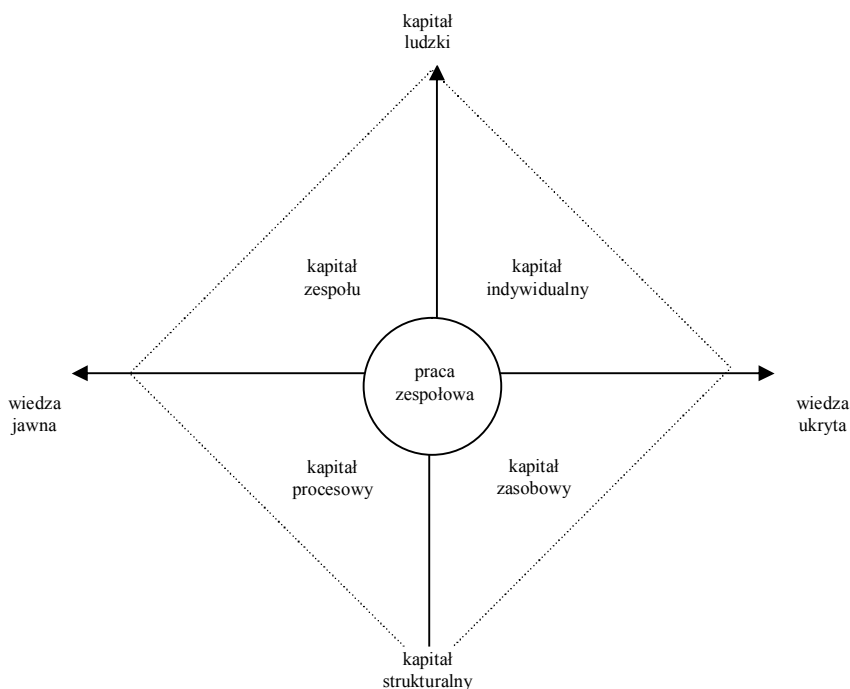 kapitał
ludzki
kapitał
zespołu
kapitał
indywidualny
praca
zespołowa
wiedza
jawna
wiedza
ukryta
kapitał
procesowy
kapitał
zasobowy
kapitał
strukturalny